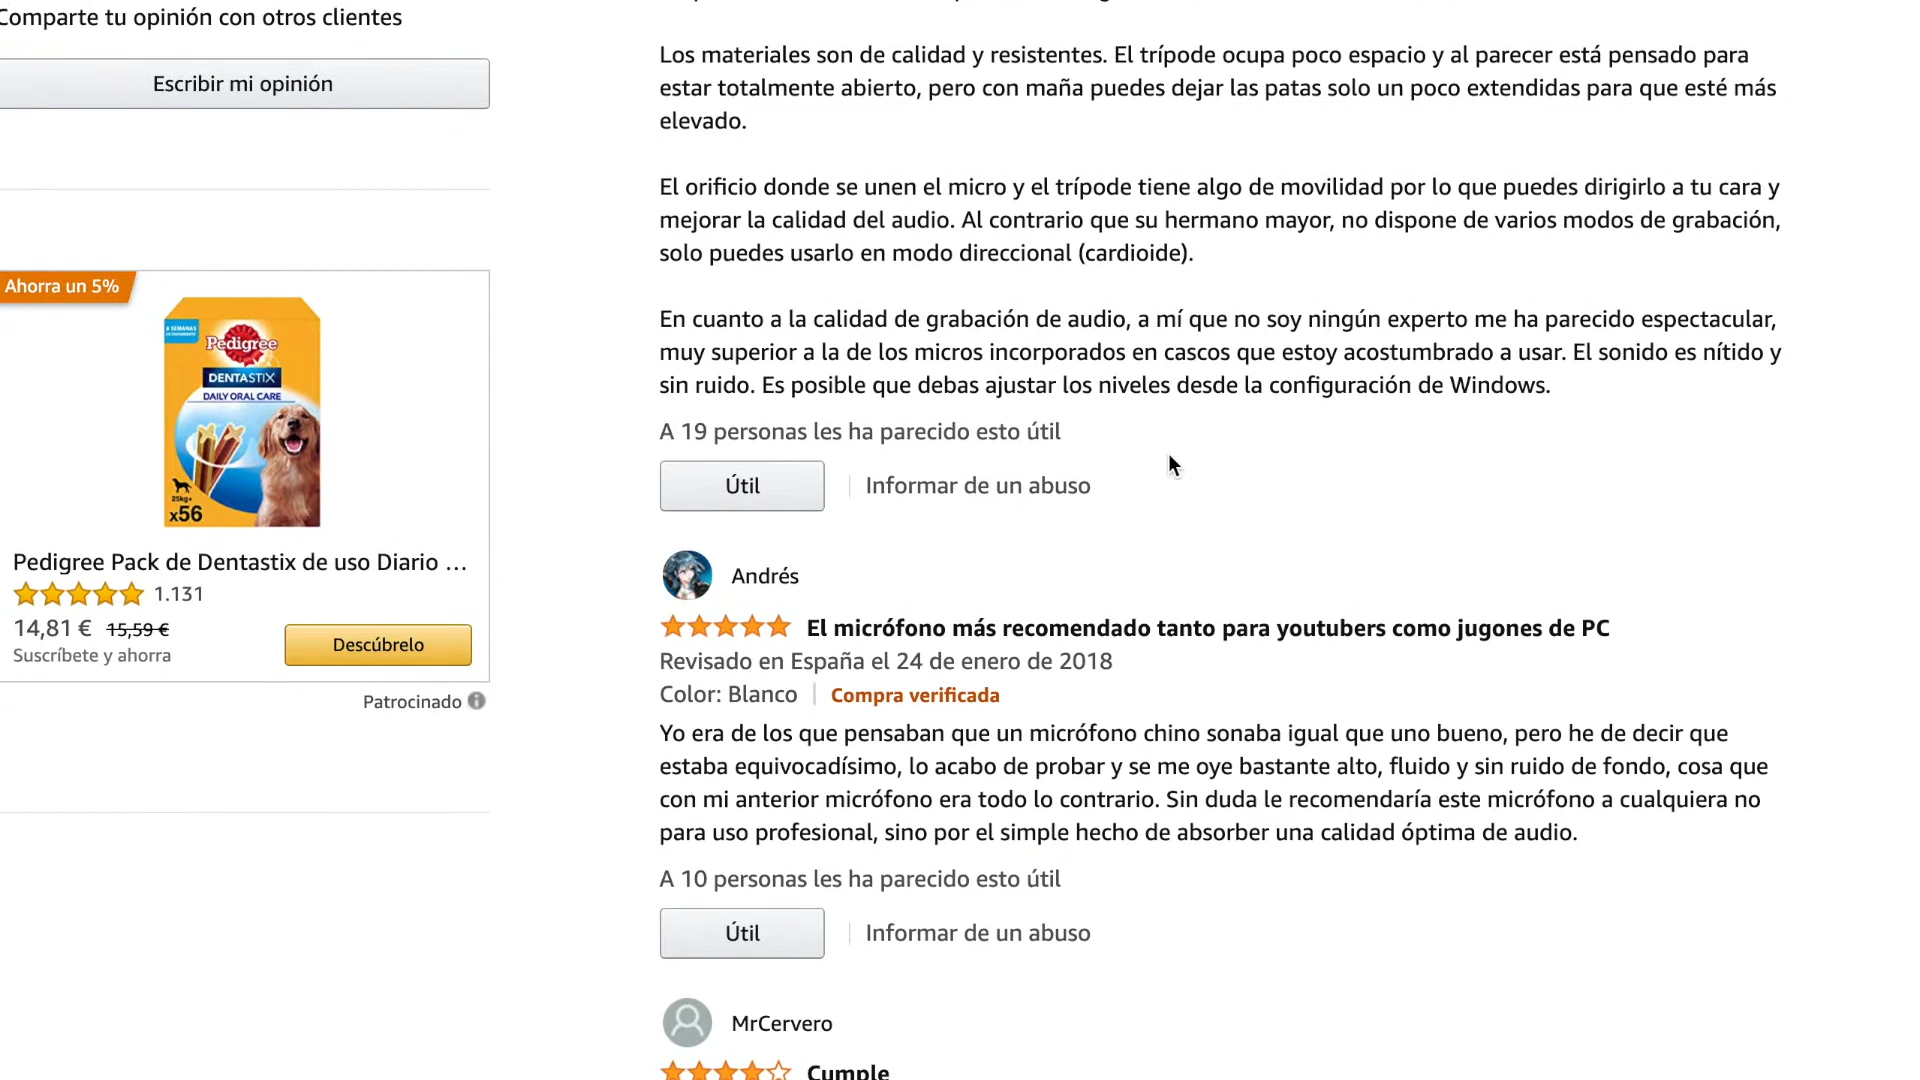 Comparte tu opinión con otros clientes
Escribir mi opinión
Ahorra un 5%
8 SEMANAS
Pedigree
DENTASTIX
DAILY ORAL CARE
25kg+
x56
Pedigree Pack de Dentastix de uso Diario ...
1.131
14,81 € 15,59 €
Suscríbete y ahorra
Descúbrelo
Patrocinado
Los materiales son de calidad y resistentes. El trípode ocupa poco espacio y al parecer está pensado para
estar totalmente abierto, pero con maña puedes dejar las patas solo un poco extendidas para que esté más
elevado.
El orificio donde se unen el micro y el trípode tiene algo de movilidad por lo que puedes dirigirlo a tu cara y
mejorar la calidad del audio. Al contrario que su hermano mayor, no dispone de varios modos de grabación,
solo puedes usarlo en modo direccional (cardioide).
En cuanto a la calidad de grabación de audio, a mí que no soy ningún experto me ha parecido espectacular,
muy superior a la de los micros incorporados en cascos que estoy acostumbrado a usar. El sonido es nítido y
sin ruido. Es posible que debas ajustar los niveles desde la configuración de Windows.
A 19 personas les ha parecido esto útil
Útil
Informar de un abuso
Andrés
El micrófono más recomendado tanto para youtubers como jugones de PC
Revisado en España el 24 de enero de 2018
Color: Blanco
Compra verificada
Yo era de los que pensaban que un micrófono chino sonaba igual que uno bueno, pero he de decir que
estaba equivocadísimo, lo acabo de probar y se me oye bastante alto, fluido y sin ruido de fondo, cosa que
con mi anterior micrófono era todo lo contrario. Sin duda le recomendaría este micrófono a cualquiera no
para uso profesional, sino por el simple hecho de absorber una calidad óptima de audio.
A 10 personas les ha parecido esto útil
Útil
Informar de un abuso
MrCervero
Cumple